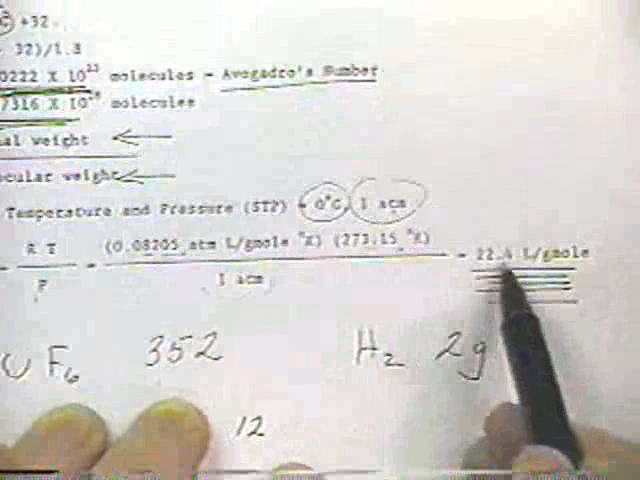 C +32
32)/1.8
0222 X 10²³ molecules = Avogadro's Number
7316 X 10²⁶ molecules
al weight
cular weight
Temperature and Pressure (STP) = 0°C, 1 atm
R T (0.08205 atm L/gmole °K) (273.15 °K)
= = = 22.4 L/gmole
P 1 atm
U F₆ 352 H₂ 2g
12